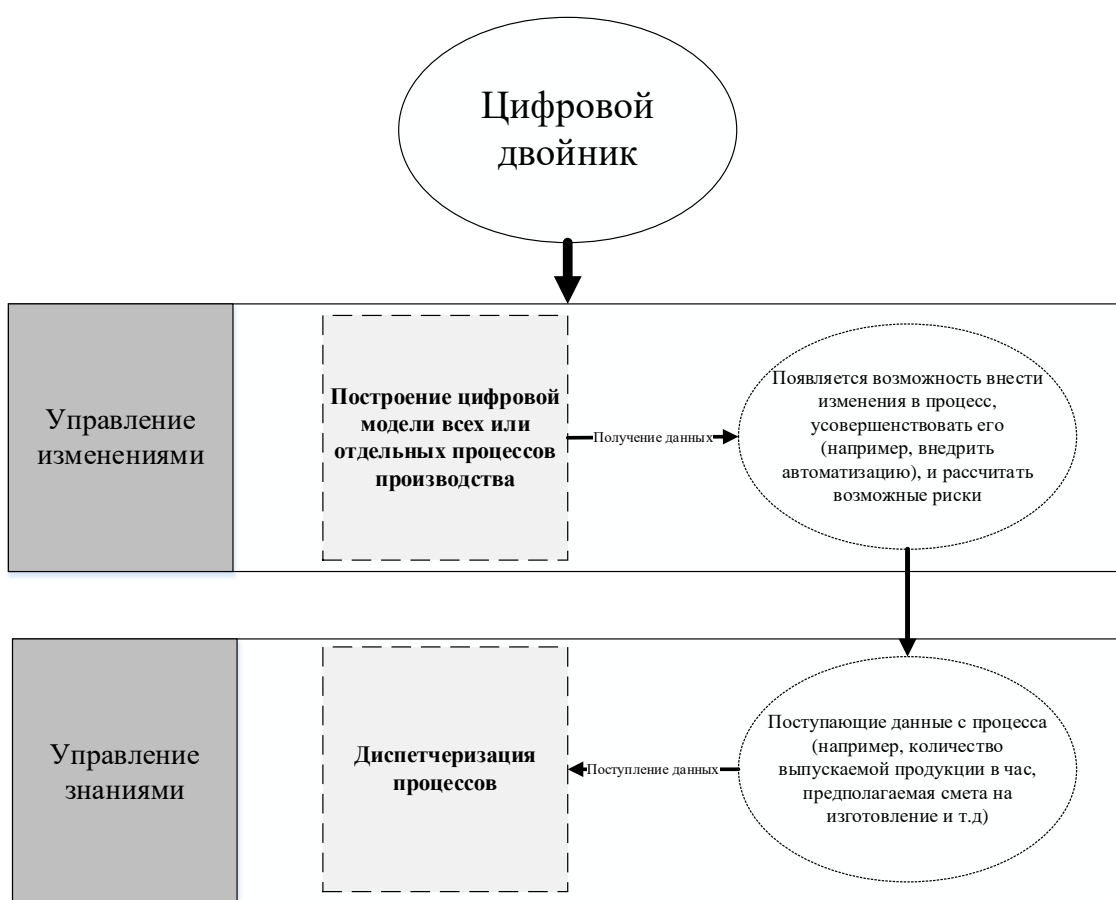 Цифровой
двойник
Управление
изменениями
Построение цифровой
модели всех или
отдельных процессов
производства
Получение данных
Появляется возможность внести
изменения в процесс,
усовершенствовать его
(например, внедрить
автоматизацию), и рассчитать
возможные риски
Управление
знаниями
Диспетчеризация
процессов
Поступление данных
Поступающие данные с процесса
(например, количество
выпускаемой продукции в час,
предполагаемая смета на
изготовление и т.д)